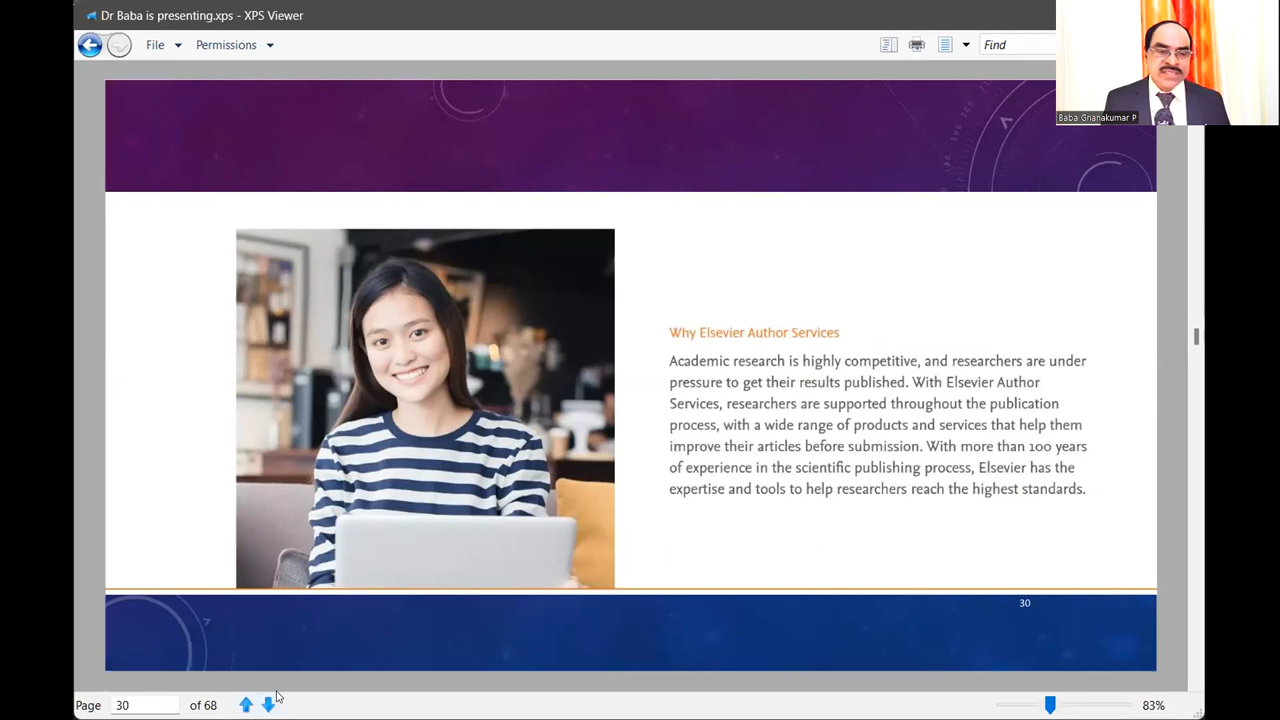 Dr Baba is presenting.xps - XPS Viewer
File
Permissions
Find
Baba Gnanakumar P
Why Elsevier Author Services
Academic research is highly competitive, and researchers are under
pressure to get their results published. With Elsevier Author
Services, researchers are supported throughout the publication
process, with a wide range of products and services that help them
improve their articles before submission. With more than 100 years
of experience in the scientific publishing process, Elsevier has the
expertise and tools to help researchers reach the highest standards.
30
Page 30 of 68
83%